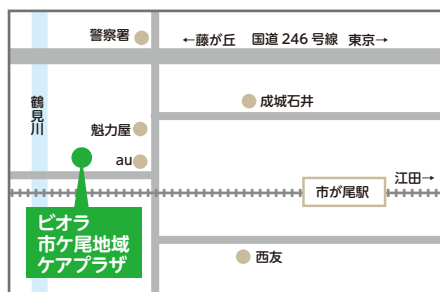 警察署
←藤が丘 国道246号線 東京→
鶴見川
成城石井
魁力屋
au
江田→
市が尾駅
ビオラ
市ケ尾地域
ケアプラザ
西友